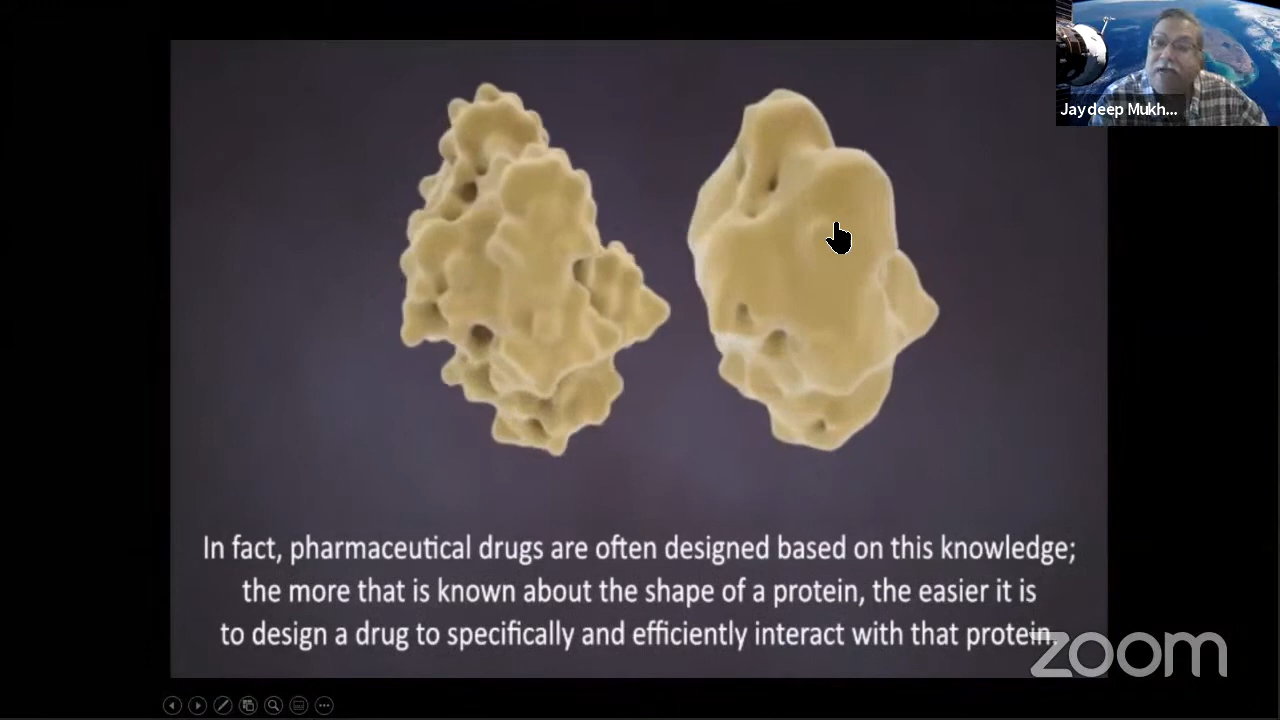 Jaydeep Mukh...
In fact, pharmaceutical drugs are often designed based on this knowledge;
the more that is known about the shape of a protein, the easier it is
to design a drug to specifically and efficiently interact with that protein.
zoom